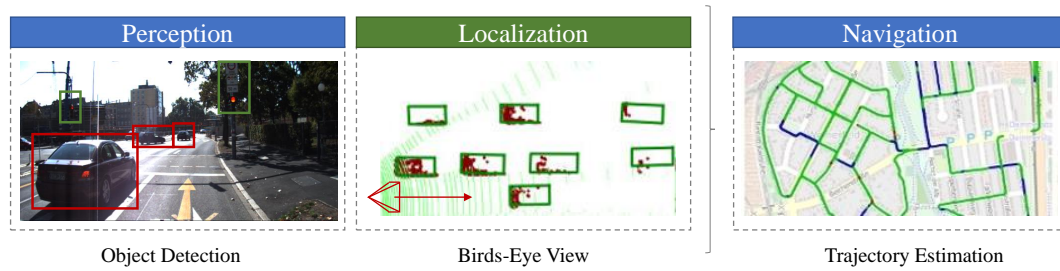 Perception
Localization
Navigation
P P P
Object Detection
Birds-Eye View
Trajectory Estimation